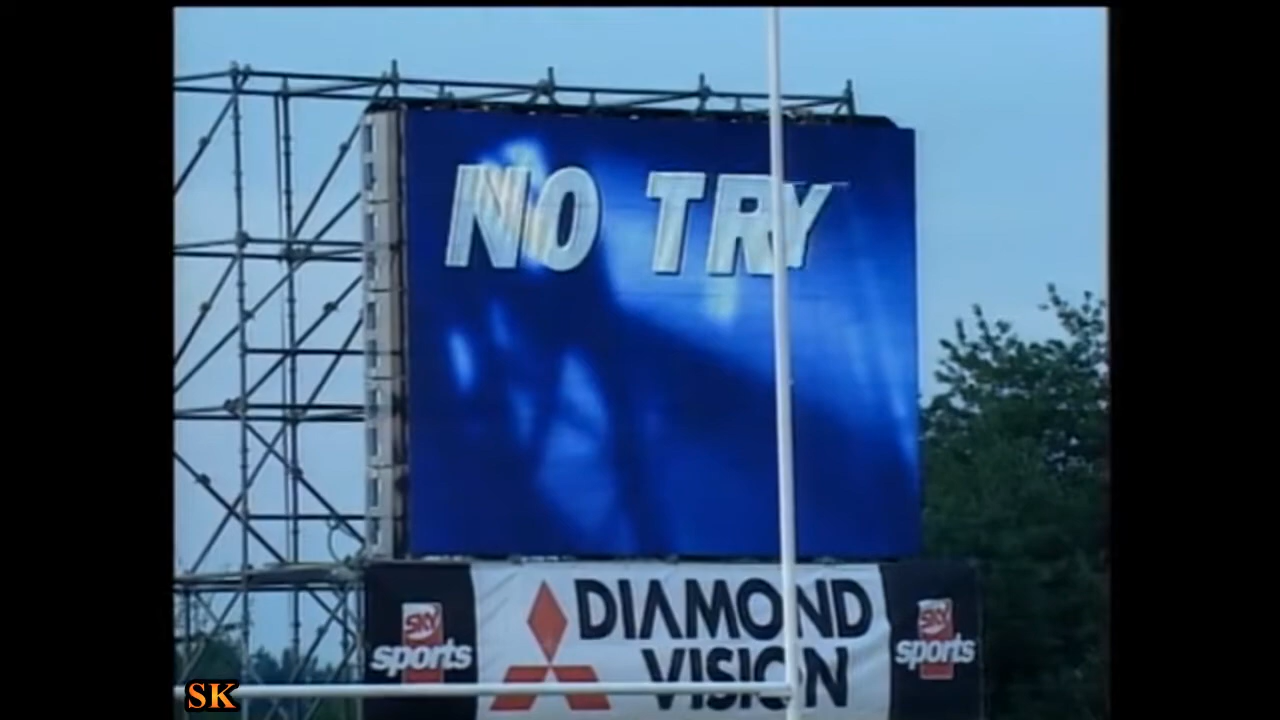 NO TRY
SKY
sports
DIAMOND
VISION
SKY
sports
SK